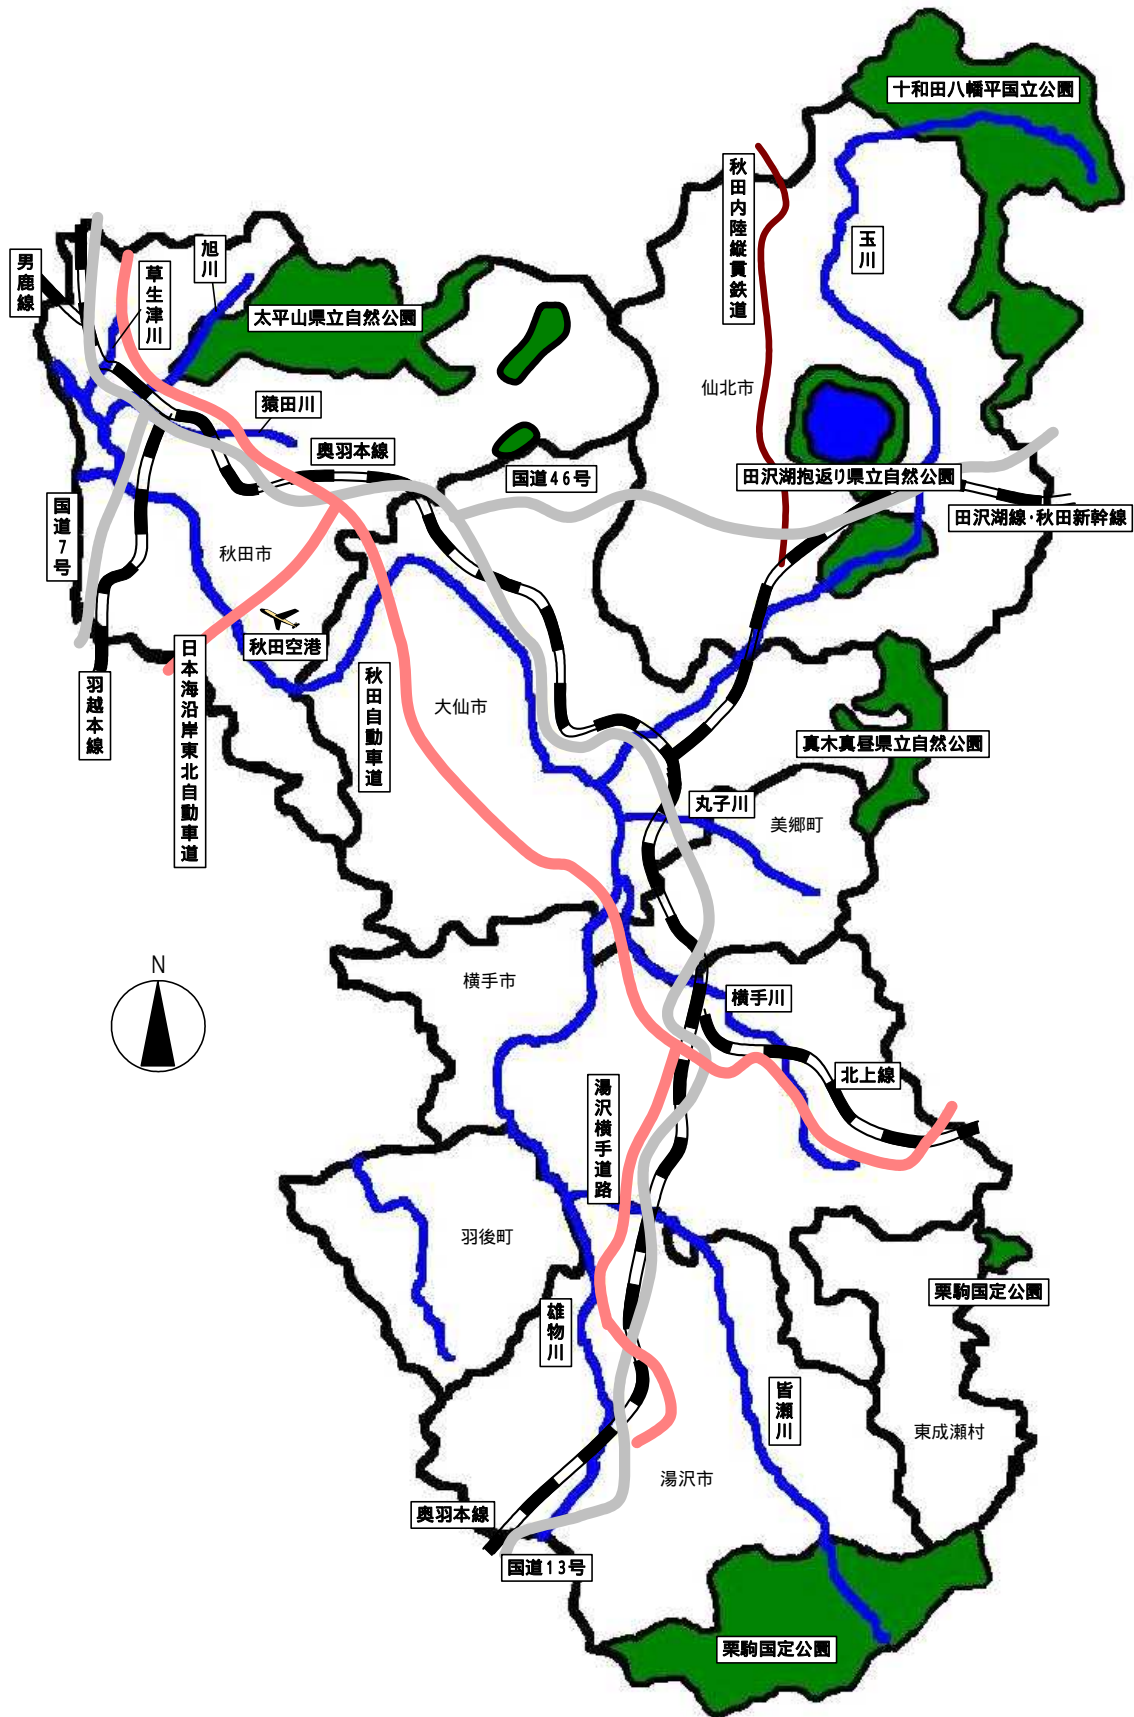 十和田八幡平国立公園
秋田内陸縦貫鉄道
玉川
旭川
男鹿線
草生津川
太平山県立自然公園
仙北市
猿田川
奥羽本線
国道46号
田沢湖抱返り県立自然公園
田沢湖線・秋田新幹線
国道7号
秋田市
秋田空港
日本海沿岸東北自動車道
羽越本線
秋田自動車道
大仙市
真木真昼県立自然公園
丸子川
美郷町
N
横手市
横手川
北上線
湯沢横手道路
羽後町
栗駒国定公園
雄物川
皆瀬川
東成瀬村
湯沢市
奥羽本線
国道13号
栗駒国定公園